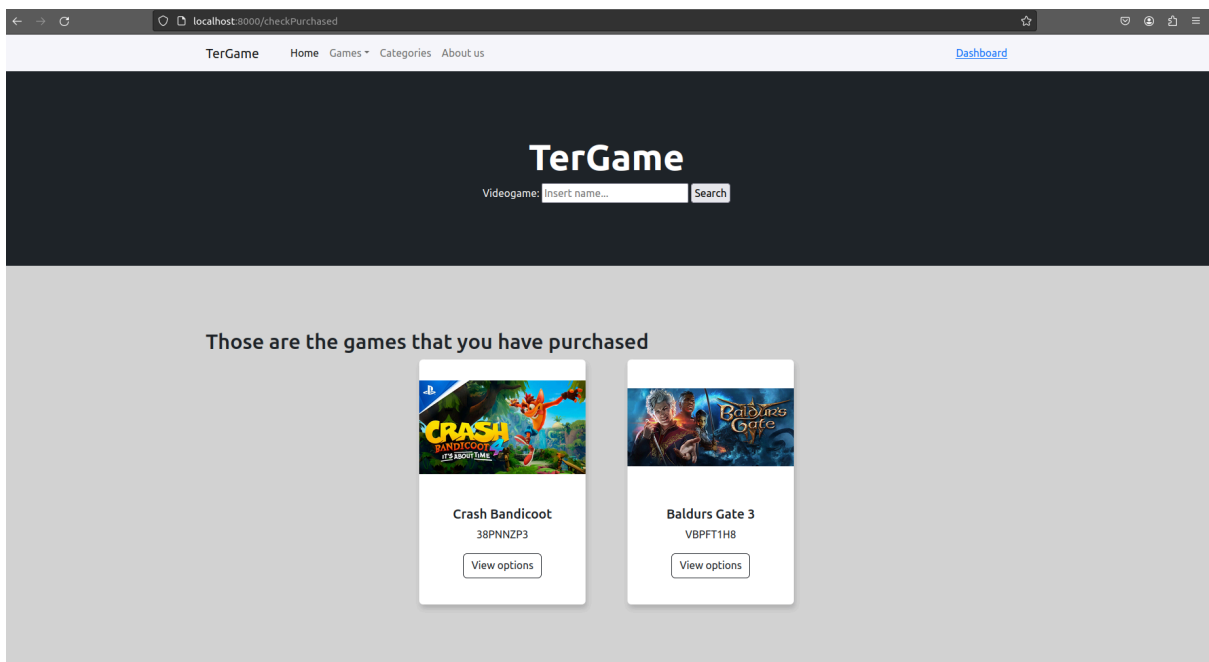 localhost:8000/checkPurchased
TerGame Home Games Categories About us Dashboard
TerGame
Videogame: Insert name... Search
Those are the games that you have purchased
CRASH
BANDICOOT 4
IT'S ABOUT TIME
Baldur's
Gate
Crash Bandicoot Baldurs Gate 3
38PNNZP3 VBPFT1H8
View options View options